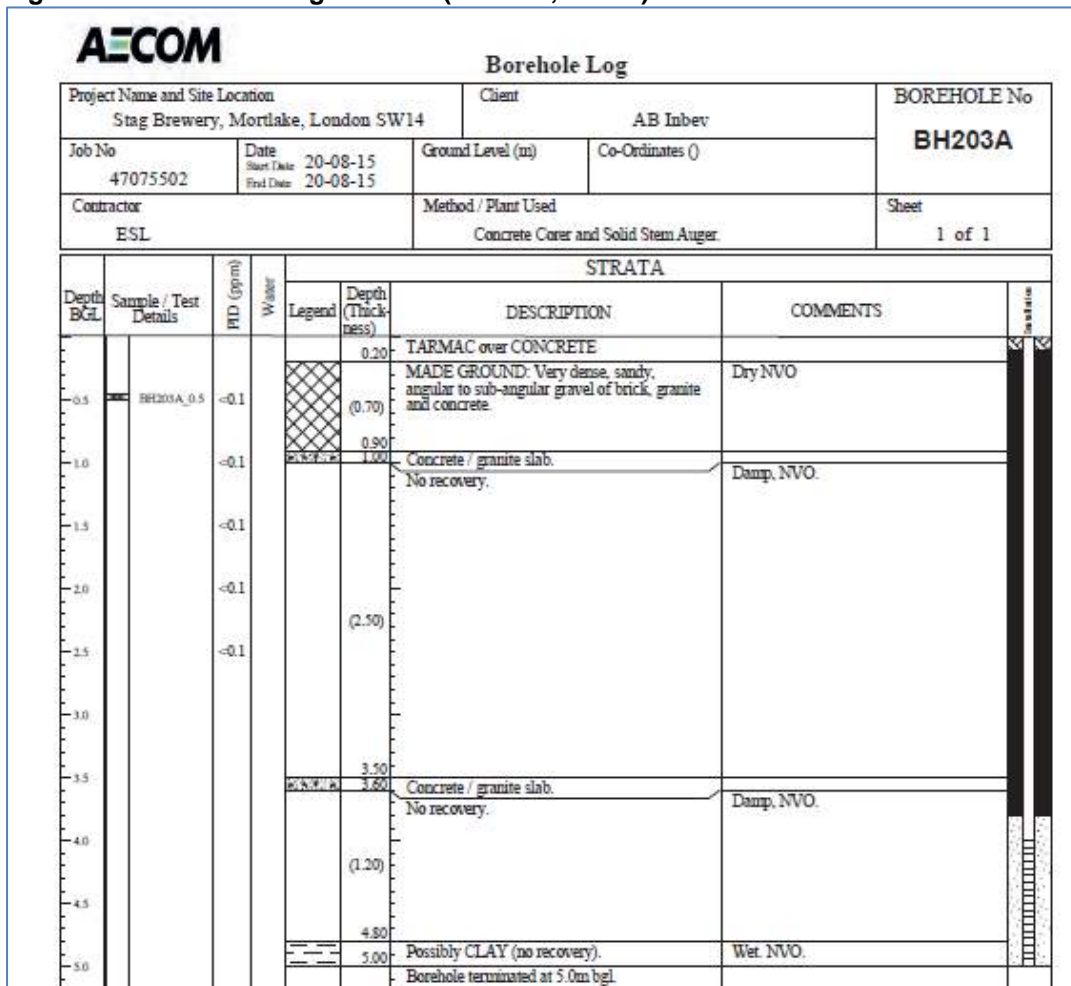 AECOM
Borehole Log
Project Name and Site Location
Stag Brewery, Mortlake, London SW14
Client
AB Inbev
BOREHOLE No
BH203A
Job No
47075502
Date
Start Date 20-08-15
End Date 20-08-15
Ground Level (m)
Co-Ordinates ()
Contractor
ESL
Method / Plant Used
Concrete Corer and Solid Stem Auger.
Sheet
1 of 1
STRATA
Depth BGL
Sample / Test Details
PID (ppm)
Water
Legend
Depth (Thick- ness)
DESCRIPTION
COMMENTS
Installation
0.20 TARMAC over CONCRETE
MADE GROUND: Very dense, sandy, Dry NVO
0.5 BH203A_0.5 <0.1 (0.70) angular to sub-angular gravel of brick, granite
and concrete.
0.90
1.0 <0.1 1.00 Concrete / granite slab.
No recovery. Damp, NVO.
1.5 <0.1
2.0 <0.1
(2.50)
2.5 <0.1
3.0
3.50
3.5 3.60 Concrete / granite slab.
No recovery. Damp, NVO.
4.0
(1.20)
4.5
4.80
5.00 Possibly CLAY (no recovery). Wet. NVO.
5.0 Borehole terminated at 5.0m bgl.